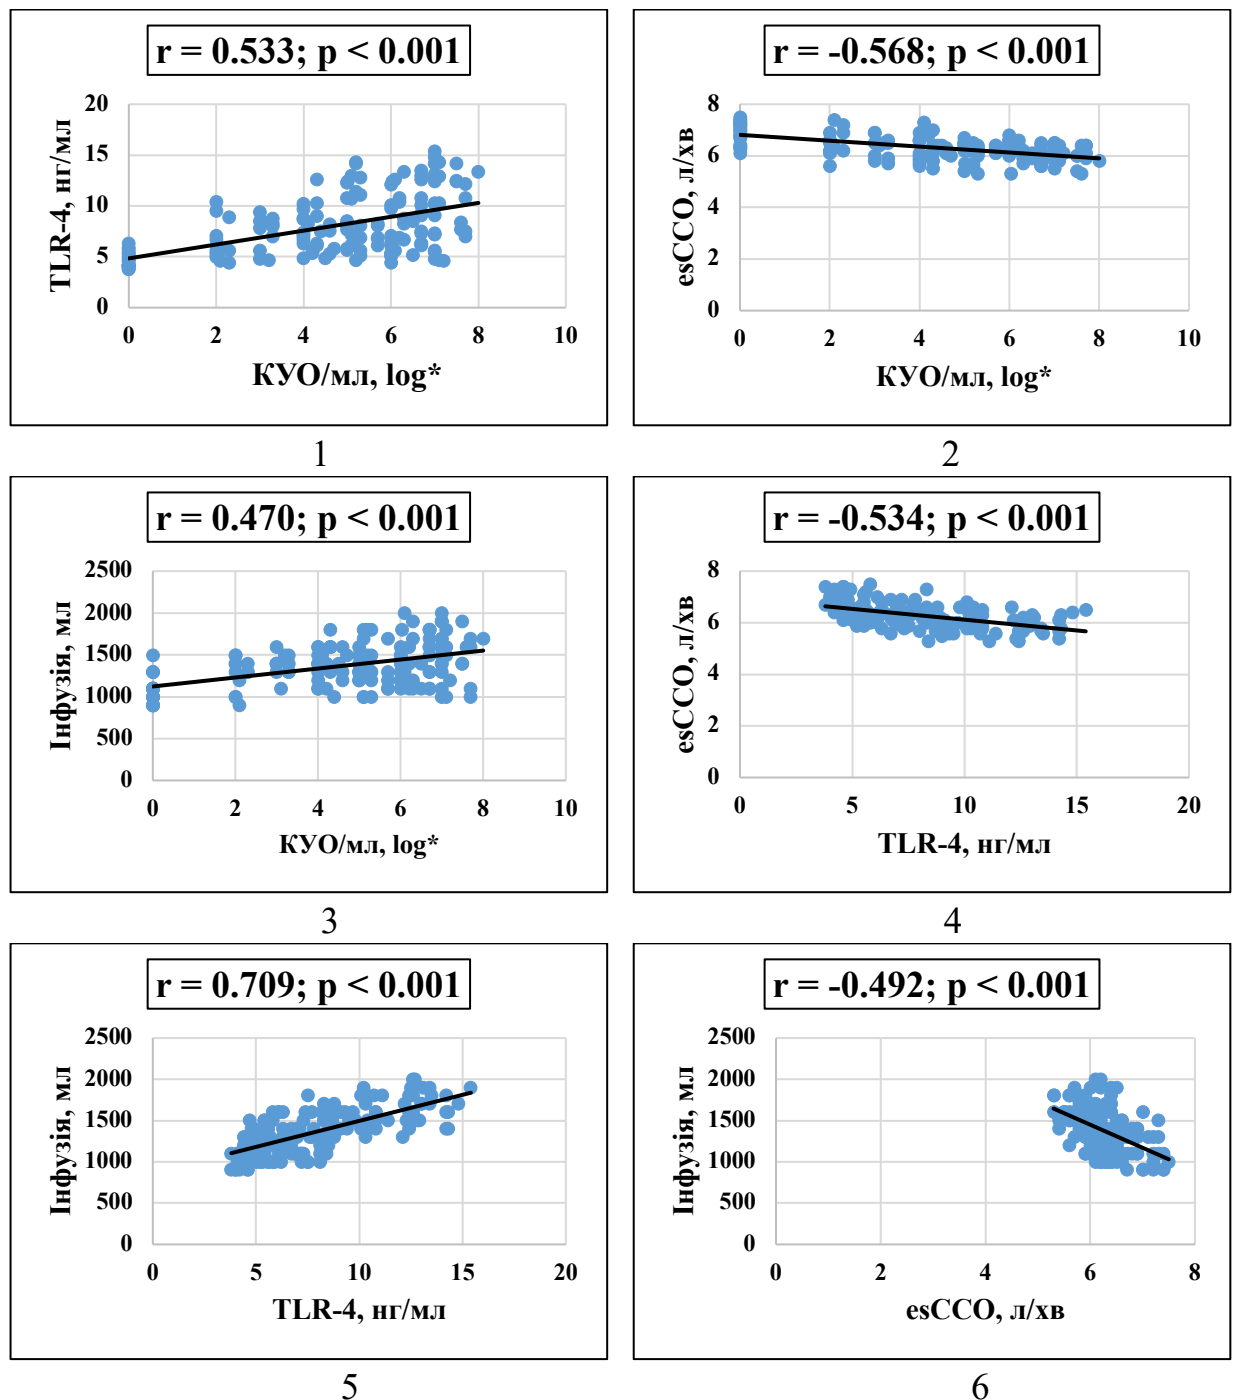 r = 0.533; p < 0.001
TLR-4, нг/мл
20
15
10
5
0
0 2 4 6 8 10
КУО/мл, log*
1
r = -0.568; p < 0.001
esCCO, л/хв
8
6
4
2
0
0 2 4 6 8 10
КУО/мл, log*
2
r = 0.470; p < 0.001
Інфузія, мл
2500
2000
1500
1000
500
0
0 2 4 6 8 10
КУО/мл, log*
3
r = -0.534; p < 0.001
esCCO, л/хв
8
6
4
2
0
0 5 10 15 20
TLR-4, нг/мл
4
r = 0.709; p < 0.001
Інфузія, мл
2500
2000
1500
1000
500
0
0 5 10 15 20
TLR-4, нг/мл
5
r = -0.492; p < 0.001
Інфузія, мл
2500
2000
1500
1000
500
0
0 2 4 6 8
esCCO, л/хв
6